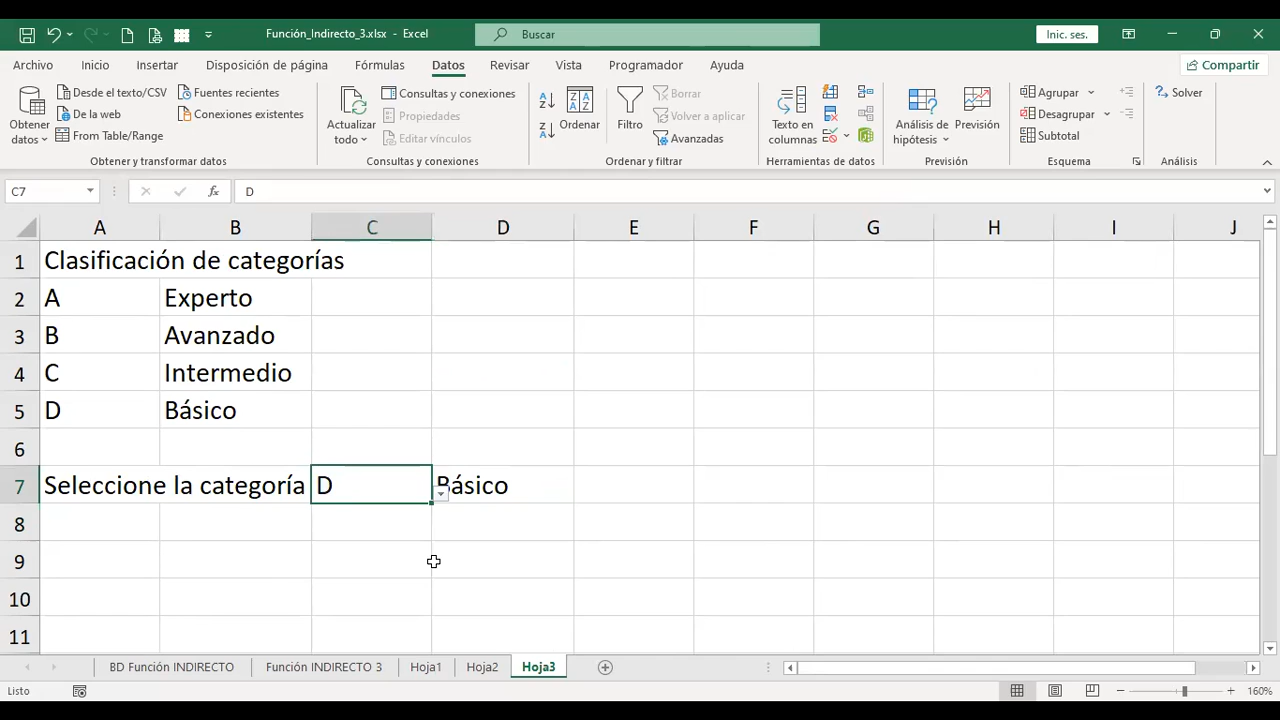 Función_Indirecto_3.xlsx - Excel
Buscar
Inic. ses.
Archivo Inicio Insertar Disposición de página Fórmulas Datos Revisar Vista Programador Ayuda
Compartir
Obtener datos
Desde el texto/CSV
De la web
From Table/Range
Fuentes recientes
Conexiones existentes
Obtener y transformar datos
Actualizar todo
Consultas y conexiones
Propiedades
Editar vínculos
Consultas y conexiones
Ordenar
Filtro
Borrar
Volver a aplicar
Avanzadas
Ordenar y filtrar
Texto en columnas
Herramientas de datos
Análisis de hipótesis
Previsión
Previsión
Agrupar
Desagrupar
Subtotal
Esquema
Solver
Análisis
C7 fx D
A B C D E F G H I J
1 Clasificación de categorías
2 A Experto
3 B Avanzado
4 C Intermedio
5 D Básico
6
7 Seleccione la categoría D Básico
8
9
10
11
BD Función INDIRECTO Función INDIRECTO 3 Hoja1 Hoja2 Hoja3
Listo 160%